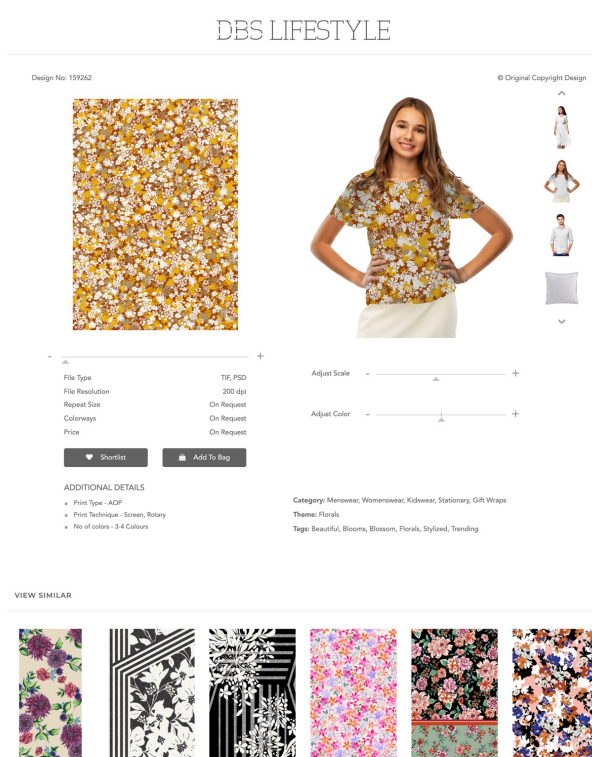 DBS LIFESTYLE
Design No: 159262
© Original Copyright Design
- +
File Type TIF, PSD
File Resolution 200 dpi
Repeat Size On Request
Colorways On Request
Price On Request
Shortlist Add To Bag
ADDITIONAL DETAILS
Print Type - AOP
Print Technique - Screen, Rotary
No of colors - 3-4 Colours
Adjust Scale - +
Adjust Color - +
Category: Menswear, Womenswear, Kidswear, Stationary, Gift Wraps
Theme: Florals
Tags: Beautiful, Blooms, Blossom, Florals, Stylized, Trending
VIEW SIMILAR